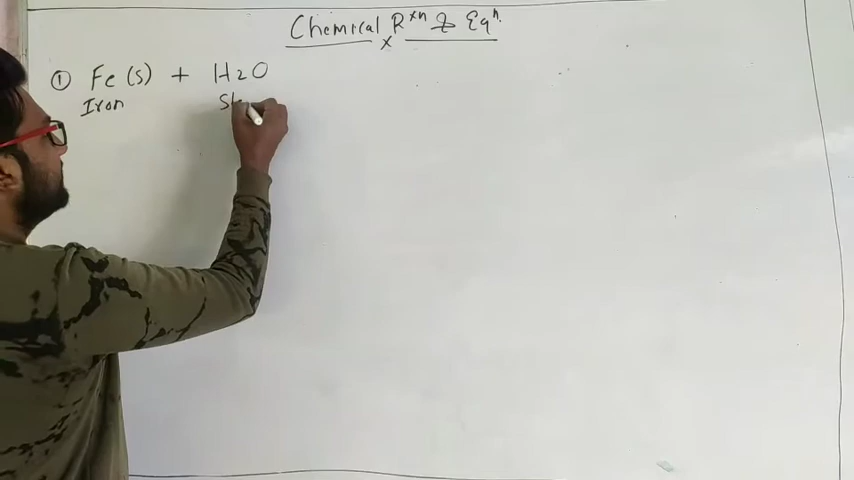 Chemical Rxn & Eqn.
① Fe (s) + H2O
Iron